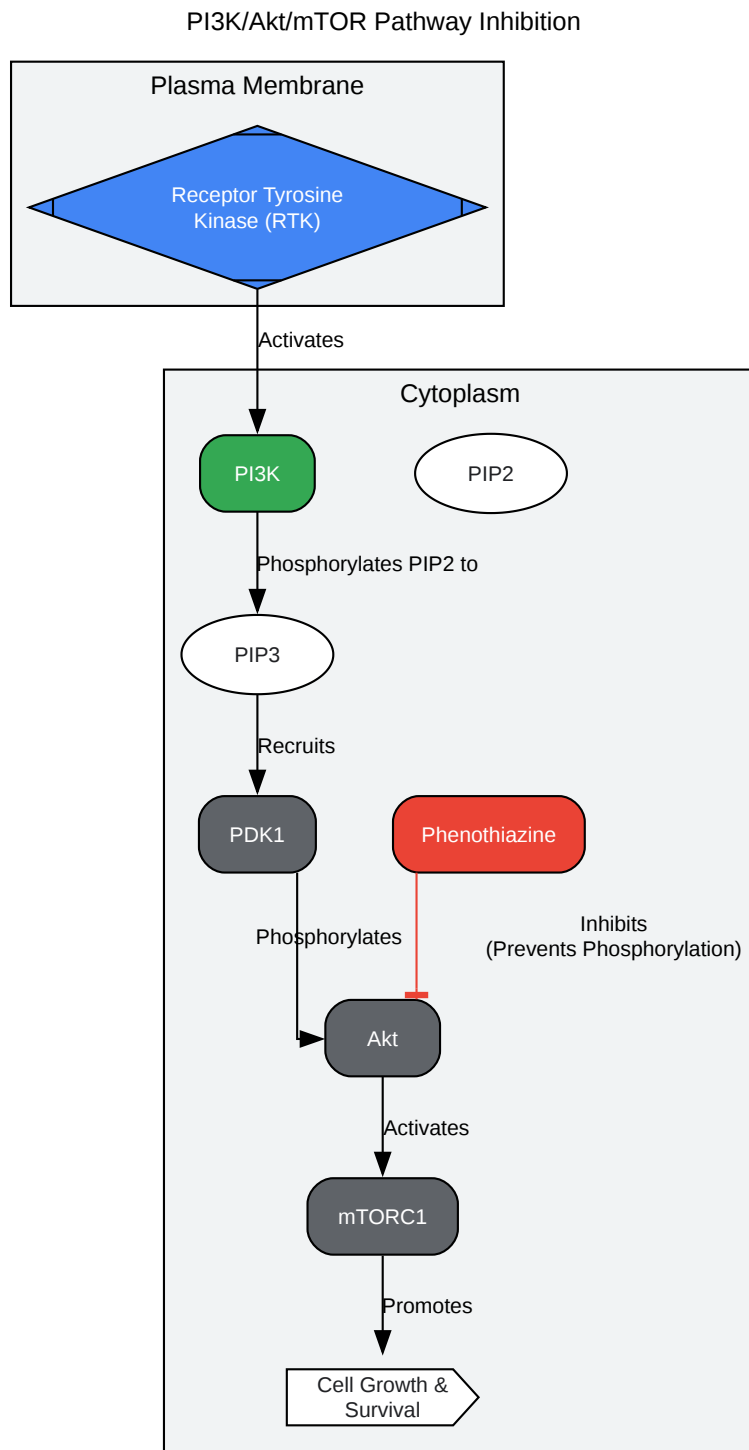 PI3K/Akt/mTOR Pathway Inhibition
Plasma Membrane
Receptor Tyrosine
Kinase (RTK)
Activates
Cytoplasm
PI3K
PIP2
Phosphorylates PIP2 to
PIP3
Recruits
PDK1
Phenothiazine
Phosphorylates
Inhibits
(Prevents Phosphorylation)
Akt
Activates
mTORC1
Promotes
Cell Growth &
Survival